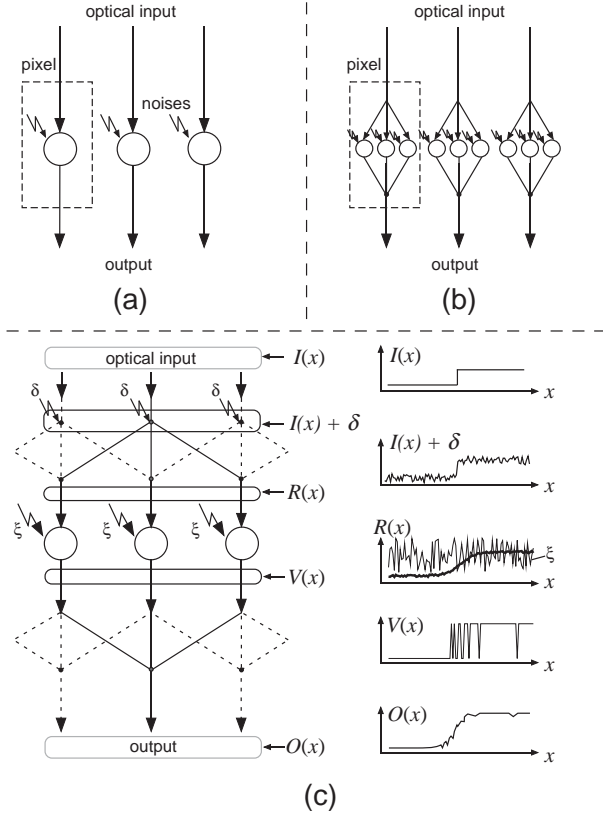 optical input
pixel
noises
output
(a)
optical input
pixel
output
(b)
optical input
I(x)
δ
δ
δ
I(x) + δ
R(x)
ξ
ξ
ξ
V(x)
output
O(x)
I(x)
x
I(x) + δ
x
R(x)
ξ
x
V(x)
x
O(x)
x
(c)